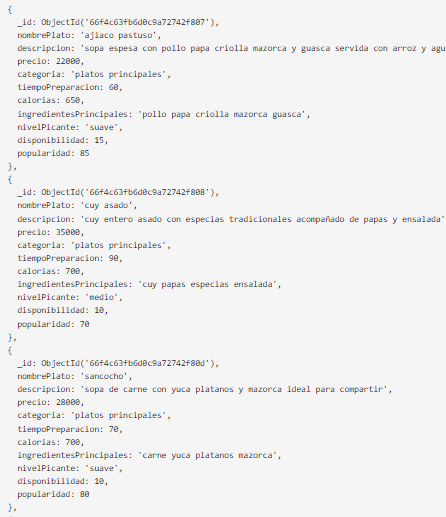 {
_id: ObjectId('66f4c63fb6d0c9a72742f807'),
nombrePlato: 'ajiaco pastuso',
descripcion: 'sopa espesa con pollo papa criolla mazorca y guasca servida con arroz y agu
precio: 22000,
categoria: 'platos principales',
tiempoPreparacion: 60,
calorias: 650,
ingredientesPrincipales: 'pollo papa criolla mazorca guasca',
nivelPicante: 'suave',
disponibilidad: 15,
popularidad: 85
},
{
_id: ObjectId('66f4c63fb6d0c9a72742f808'),
nombrePlato: 'cuy asado',
descripcion: 'cuy entero asado con especias tradicionales acompañado de papas y ensalada'
precio: 35000,
categoria: 'platos principales',
tiempoPreparacion: 90,
calorias: 700,
ingredientesPrincipales: 'cuy papas especias ensalada',
nivelPicante: 'medio',
disponibilidad: 10,
popularidad: 70
},
{
_id: ObjectId('66f4c63fb6d0c9a72742f80d'),
nombrePlato: 'sancocho',
descripcion: 'sopa de carne con yuca platanos y mazorca ideal para compartir',
precio: 28000,
categoria: 'platos principales',
tiempoPreparacion: 70,
calorias: 700,
ingredientesPrincipales: 'carne yuca platanos mazorca',
nivelPicante: 'suave',
disponibilidad: 10,
popularidad: 80
},